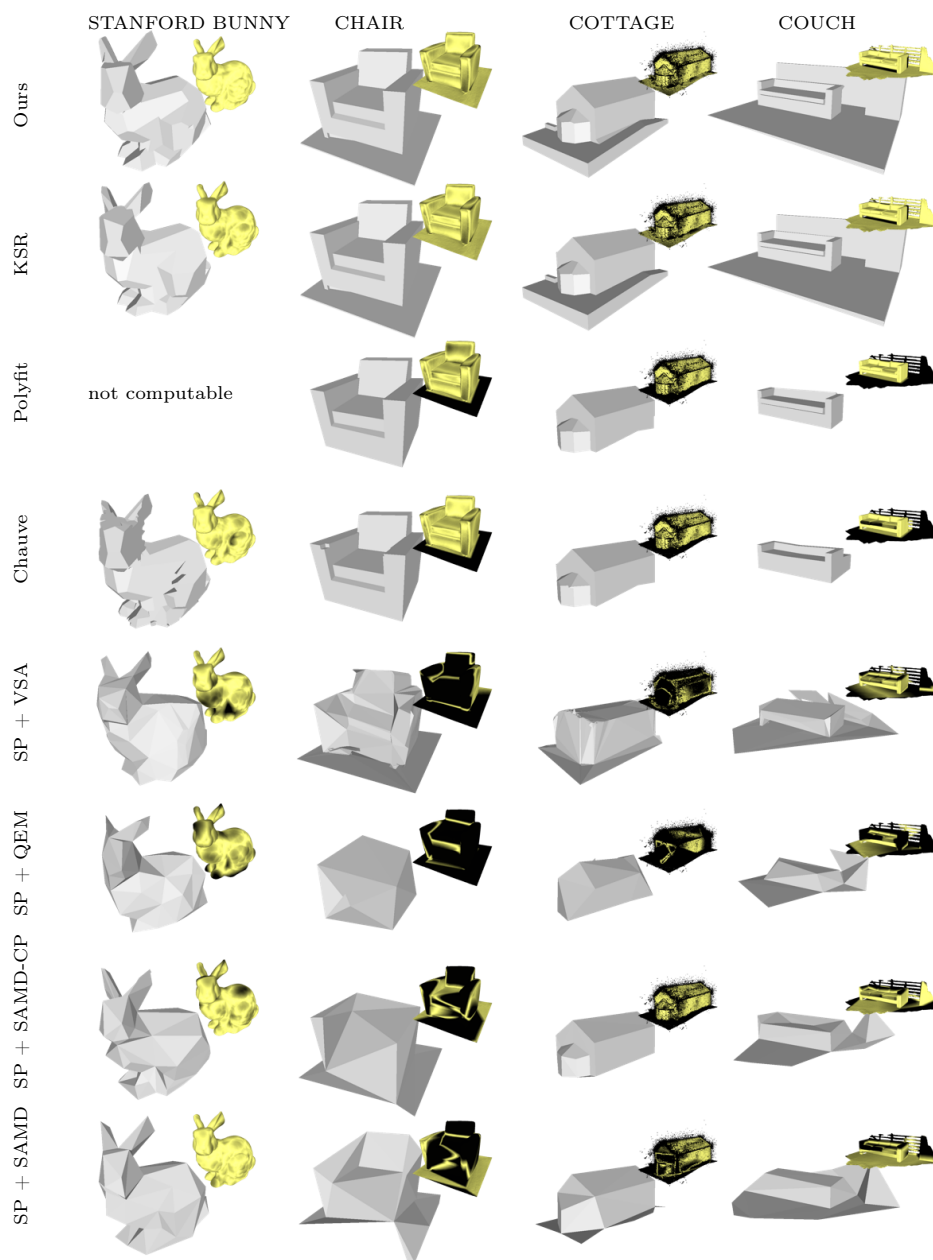 STANFORD BUNNY CHAIR COTTAGE COUCH
Ours
KSR
Polyfit
not computable
Chauve
SP + VSA
SP + QEM
SP + SAMD-CP
SP + SAMD